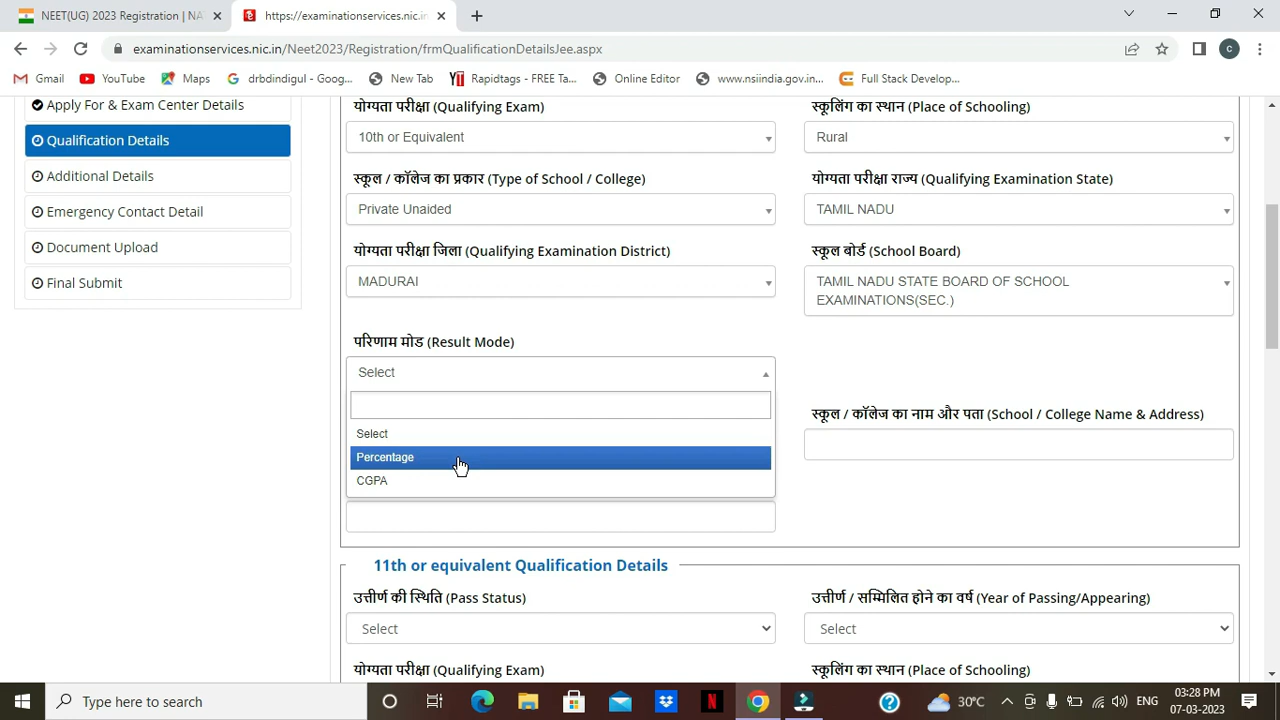 NEET(UG) 2023 Registration | NA
https://examinationservices.nic.in
examinationservices.nic.in/Neet2023/Registration/frmQualificationDetailsJee.aspx
Gmail YouTube Maps drbdindigul - Goog... New Tab Rapidtags - FREE Ta... Online Editor www.nsiindia.gov.in... Full Stack Develop...
Apply For & Exam Center Details
Qualification Details
Additional Details
Emergency Contact Detail
Document Upload
Final Submit
योग्यता परीक्षा (Qualifying Exam)
स्कूलिंग का स्थान (Place of Schooling)
10th or Equivalent
Rural
स्कूल / कॉलेज का प्रकार (Type of School / College)
योग्यता परीक्षा राज्य (Qualifying Examination State)
Private Unaided
TAMIL NADU
योग्यता परीक्षा जिला (Qualifying Examination District)
स्कूल बोर्ड (School Board)
MADURAI
TAMIL NADU STATE BOARD OF SCHOOL
EXAMINATIONS(SEC.)
परिणाम मोड (Result Mode)
Select
Select
Percentage
CGPA
स्कूल / कॉलेज का नाम और पता (School / College Name & Address)
11th or equivalent Qualification Details
उत्तीर्ण की स्थिति (Pass Status)
उत्तीर्ण / सम्मिलित होने का वर्ष (Year of Passing/Appearing)
Select
Select
योग्यता परीक्षा (Qualifying Exam)
स्कूलिंग का स्थान (Place of Schooling)
Type here to search
30°C
ENG
03:28 PM
07-03-2023